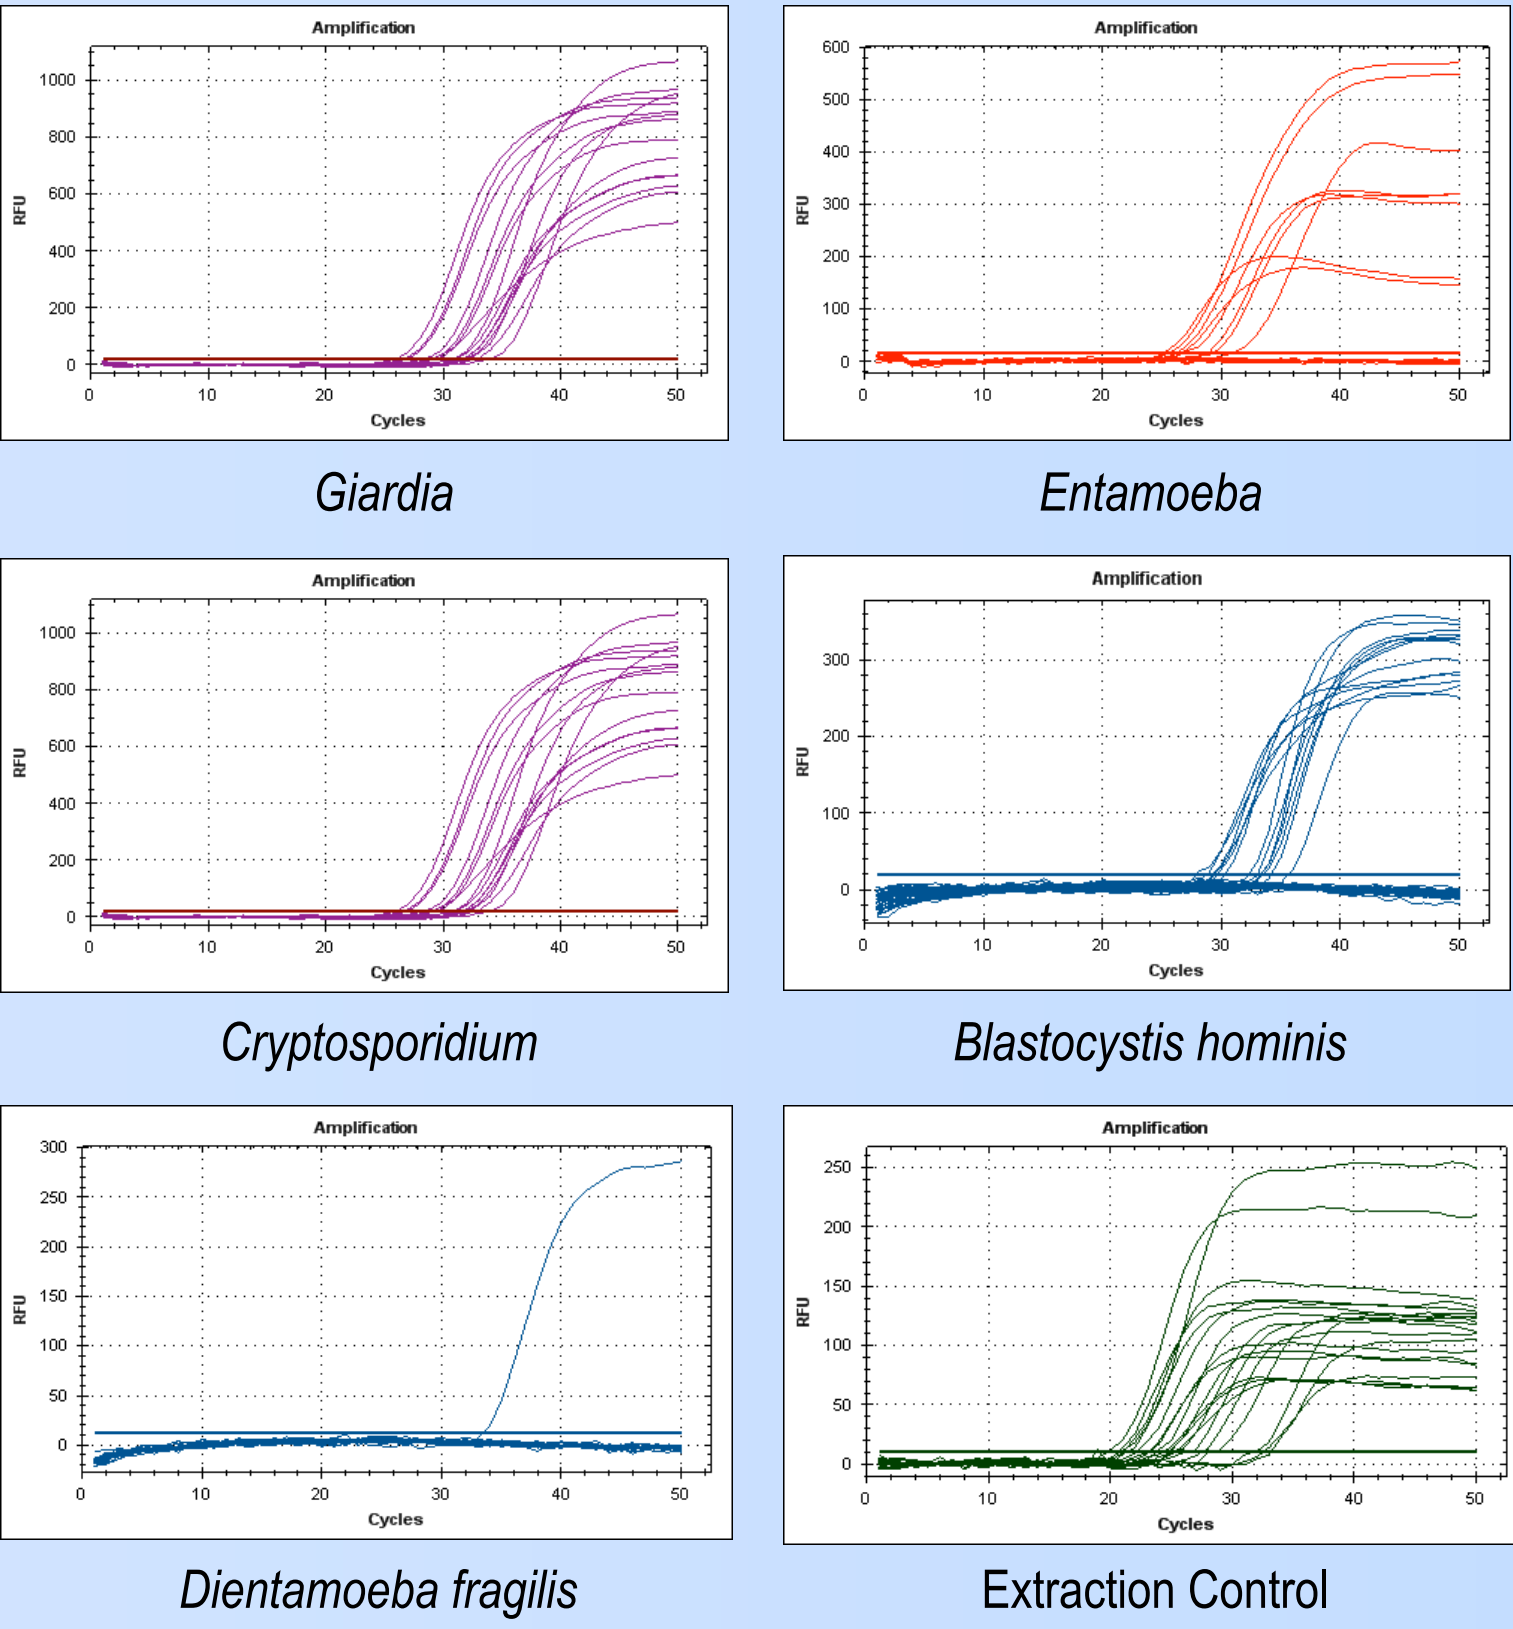 Amplification
1000
800
600
400
200
0
RFU
0 10 20 30 40 50
Cycles
Giardia
Amplification
600
500
400
300
200
100
0
RFU
0 10 20 30 40 50
Cycles
Entamoeba
Amplification
1000
800
600
400
200
0
RFU
0 10 20 30 40 50
Cycles
Cryptosporidium
Amplification
300
200
100
0
RFU
0 10 20 30 40 50
Cycles
Blastocystis hominis
Amplification
300
250
200
150
100
50
0
RFU
0 10 20 30 40 50
Cycles
Dientamoeba fragilis
Amplification
250
200
150
100
50
0
RFU
0 10 20 30 40 50
Cycles
Extraction Control